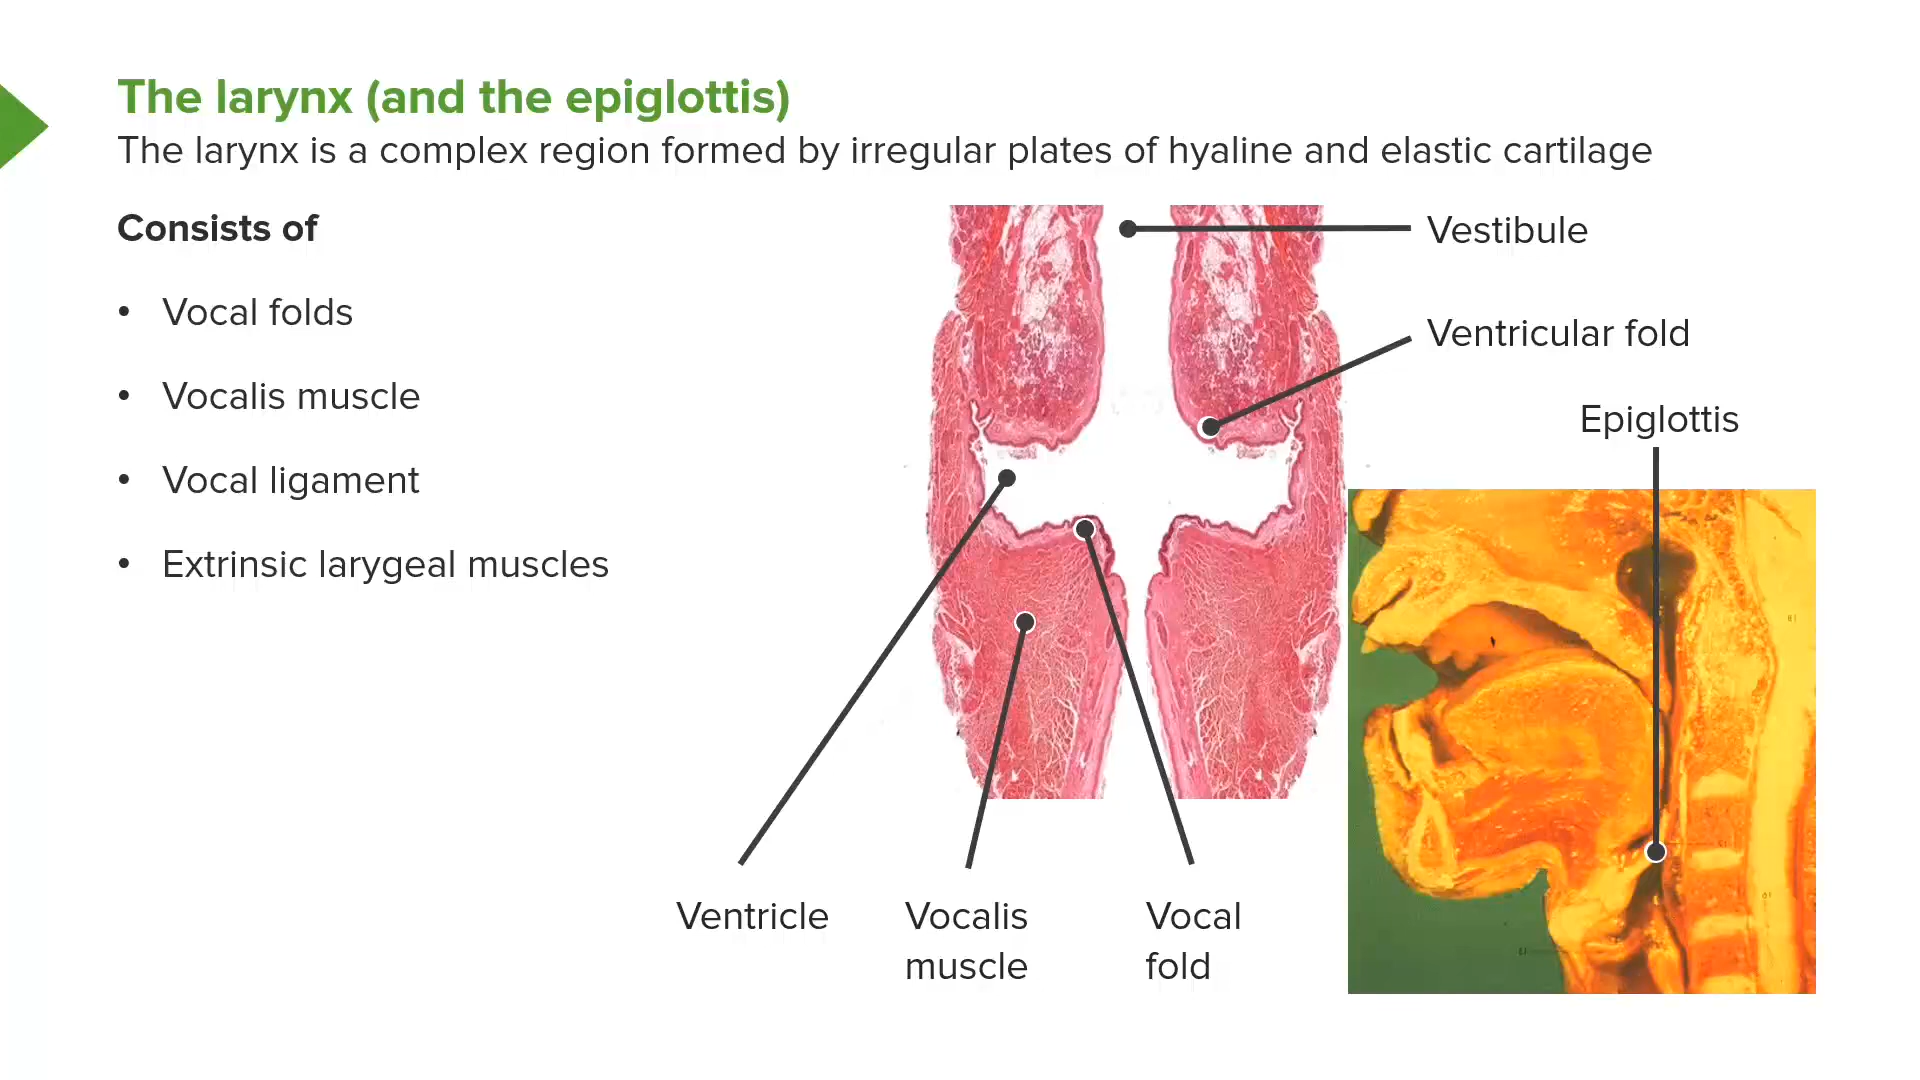 The larynx (and the epiglottis)
The larynx is a complex region formed by irregular plates of hyaline and elastic cartilage
Consists of
• Vocal folds
• Vocalis muscle
• Vocal ligament
• Extrinsic larygeal muscles
Vestibule
Ventricular fold
Epiglottis
Ventricle
Vocalis
muscle
Vocal
fold